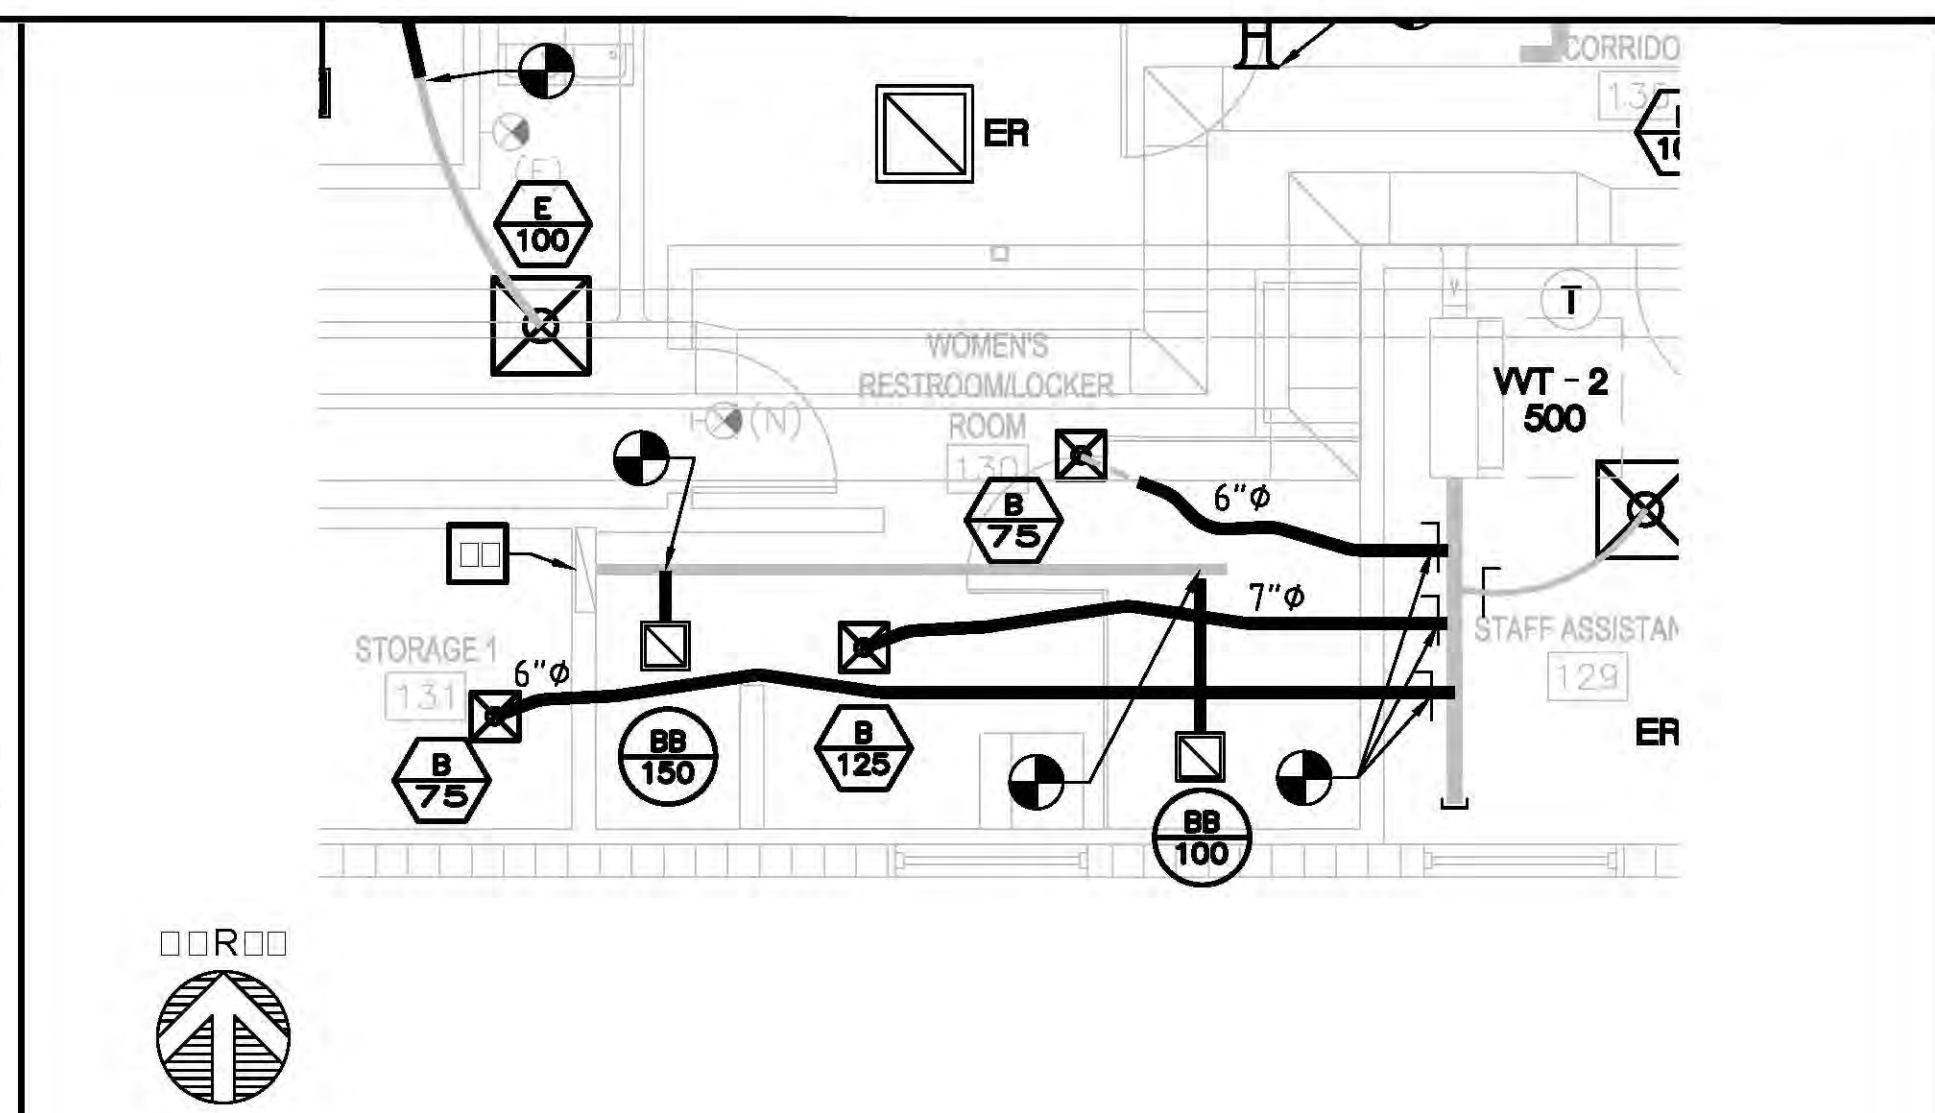 CORRIDO
135
ER
(E)
E
100
T
WOMEN'S
RESTROOM/LOCKER
ROOM
130
VVT - 2
500
(N)
6"Ø
B
75
7"Ø
STORAGE 1
131
6"Ø
STAFF ASSISTAN
129
ER
B
75
BB
150
B
125
BB
100